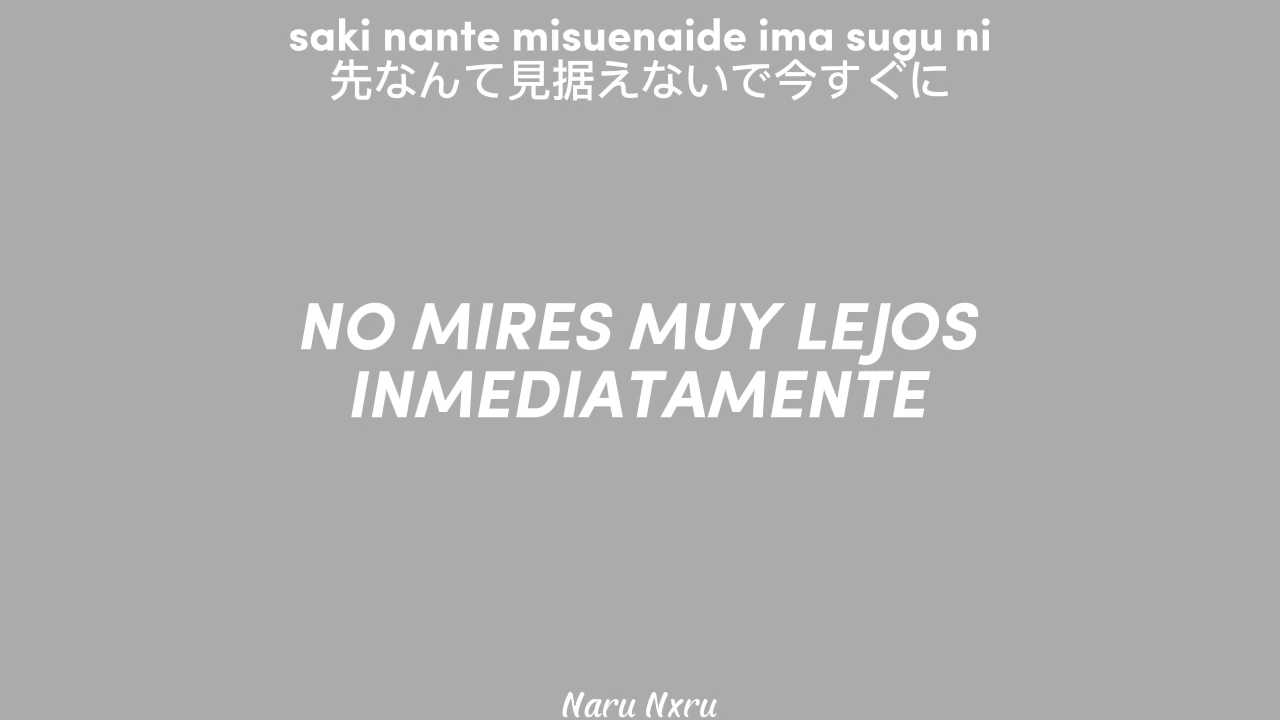 saki nante misuenaide ima sugu ni
先なんて見据えないで今すぐに
NO MIRES MUY LEJOS
INMEDIATAMENTE
Naru Nxru